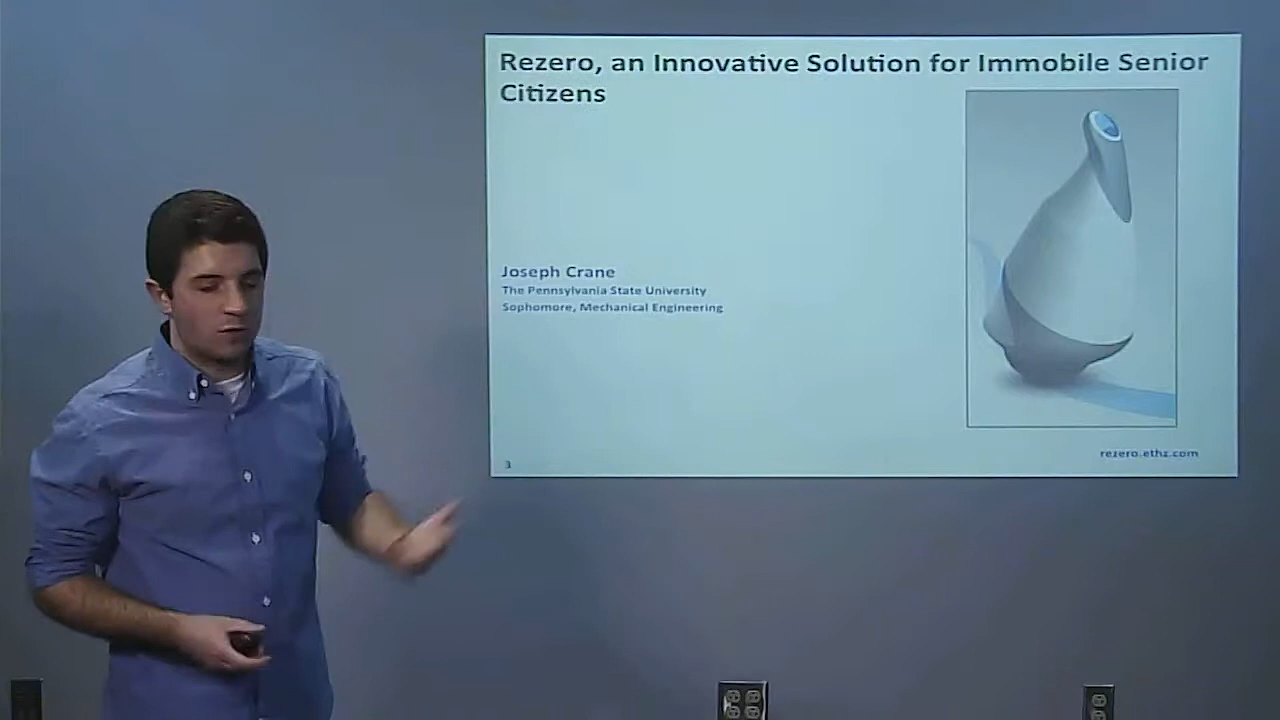 Rezero, an Innovative Solution for Immobile Senior
Citizens
Joseph Crane
The Pennsylvania State University
Sophomore, Mechanical Engineering
3
rezero.ethz.com